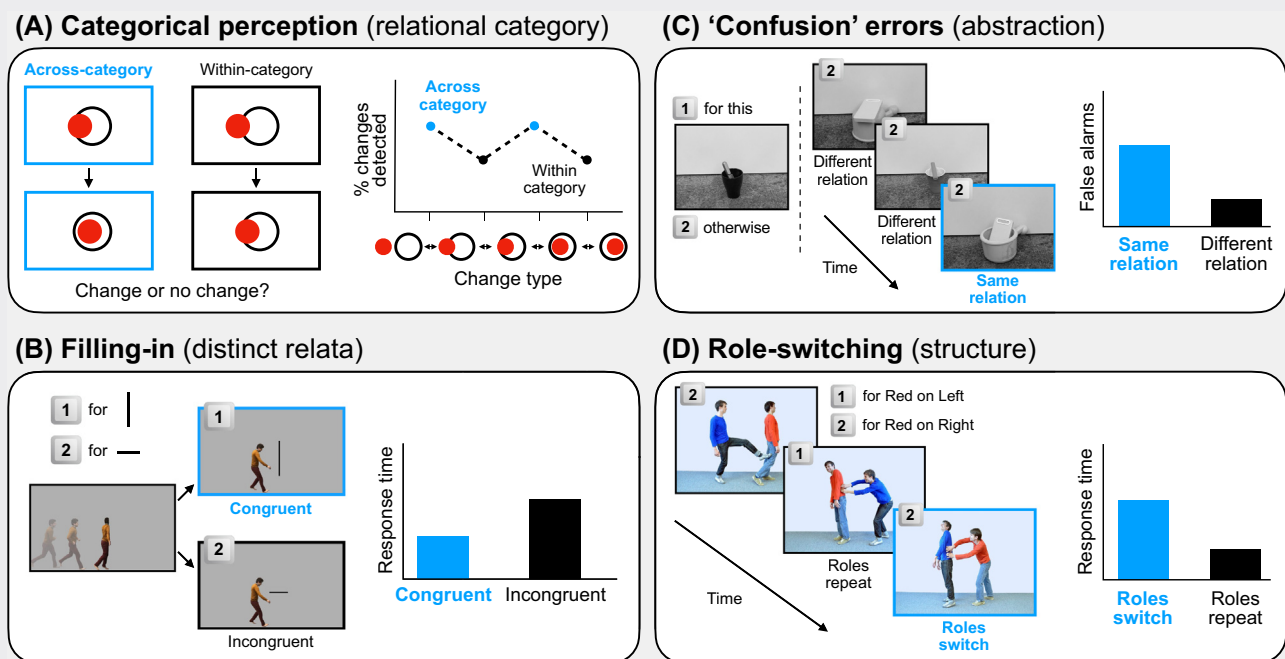 (A) Categorical perception (relational category)
Across-category
Within-category
Change or no change?
% changes
detected
Across
category
Within
category
Change type
(B) Filling-in (distinct relata)
1 for |
2 for —
1
Congruent
2
Incongruent
Response time
Congruent Incongruent
(C) ‘Confusion’ errors (abstraction)
1 for this
2 otherwise
2
Different
relation
2
Different
relation
2
Same
relation
Time
False alarms
Same
relation
Different
relation
(D) Role-switching (structure)
2
1 for Red on Left
2 for Red on Right
1
Roles
repeat
2
Roles
switch
Time
Response time
Roles
switch
Roles
repeat